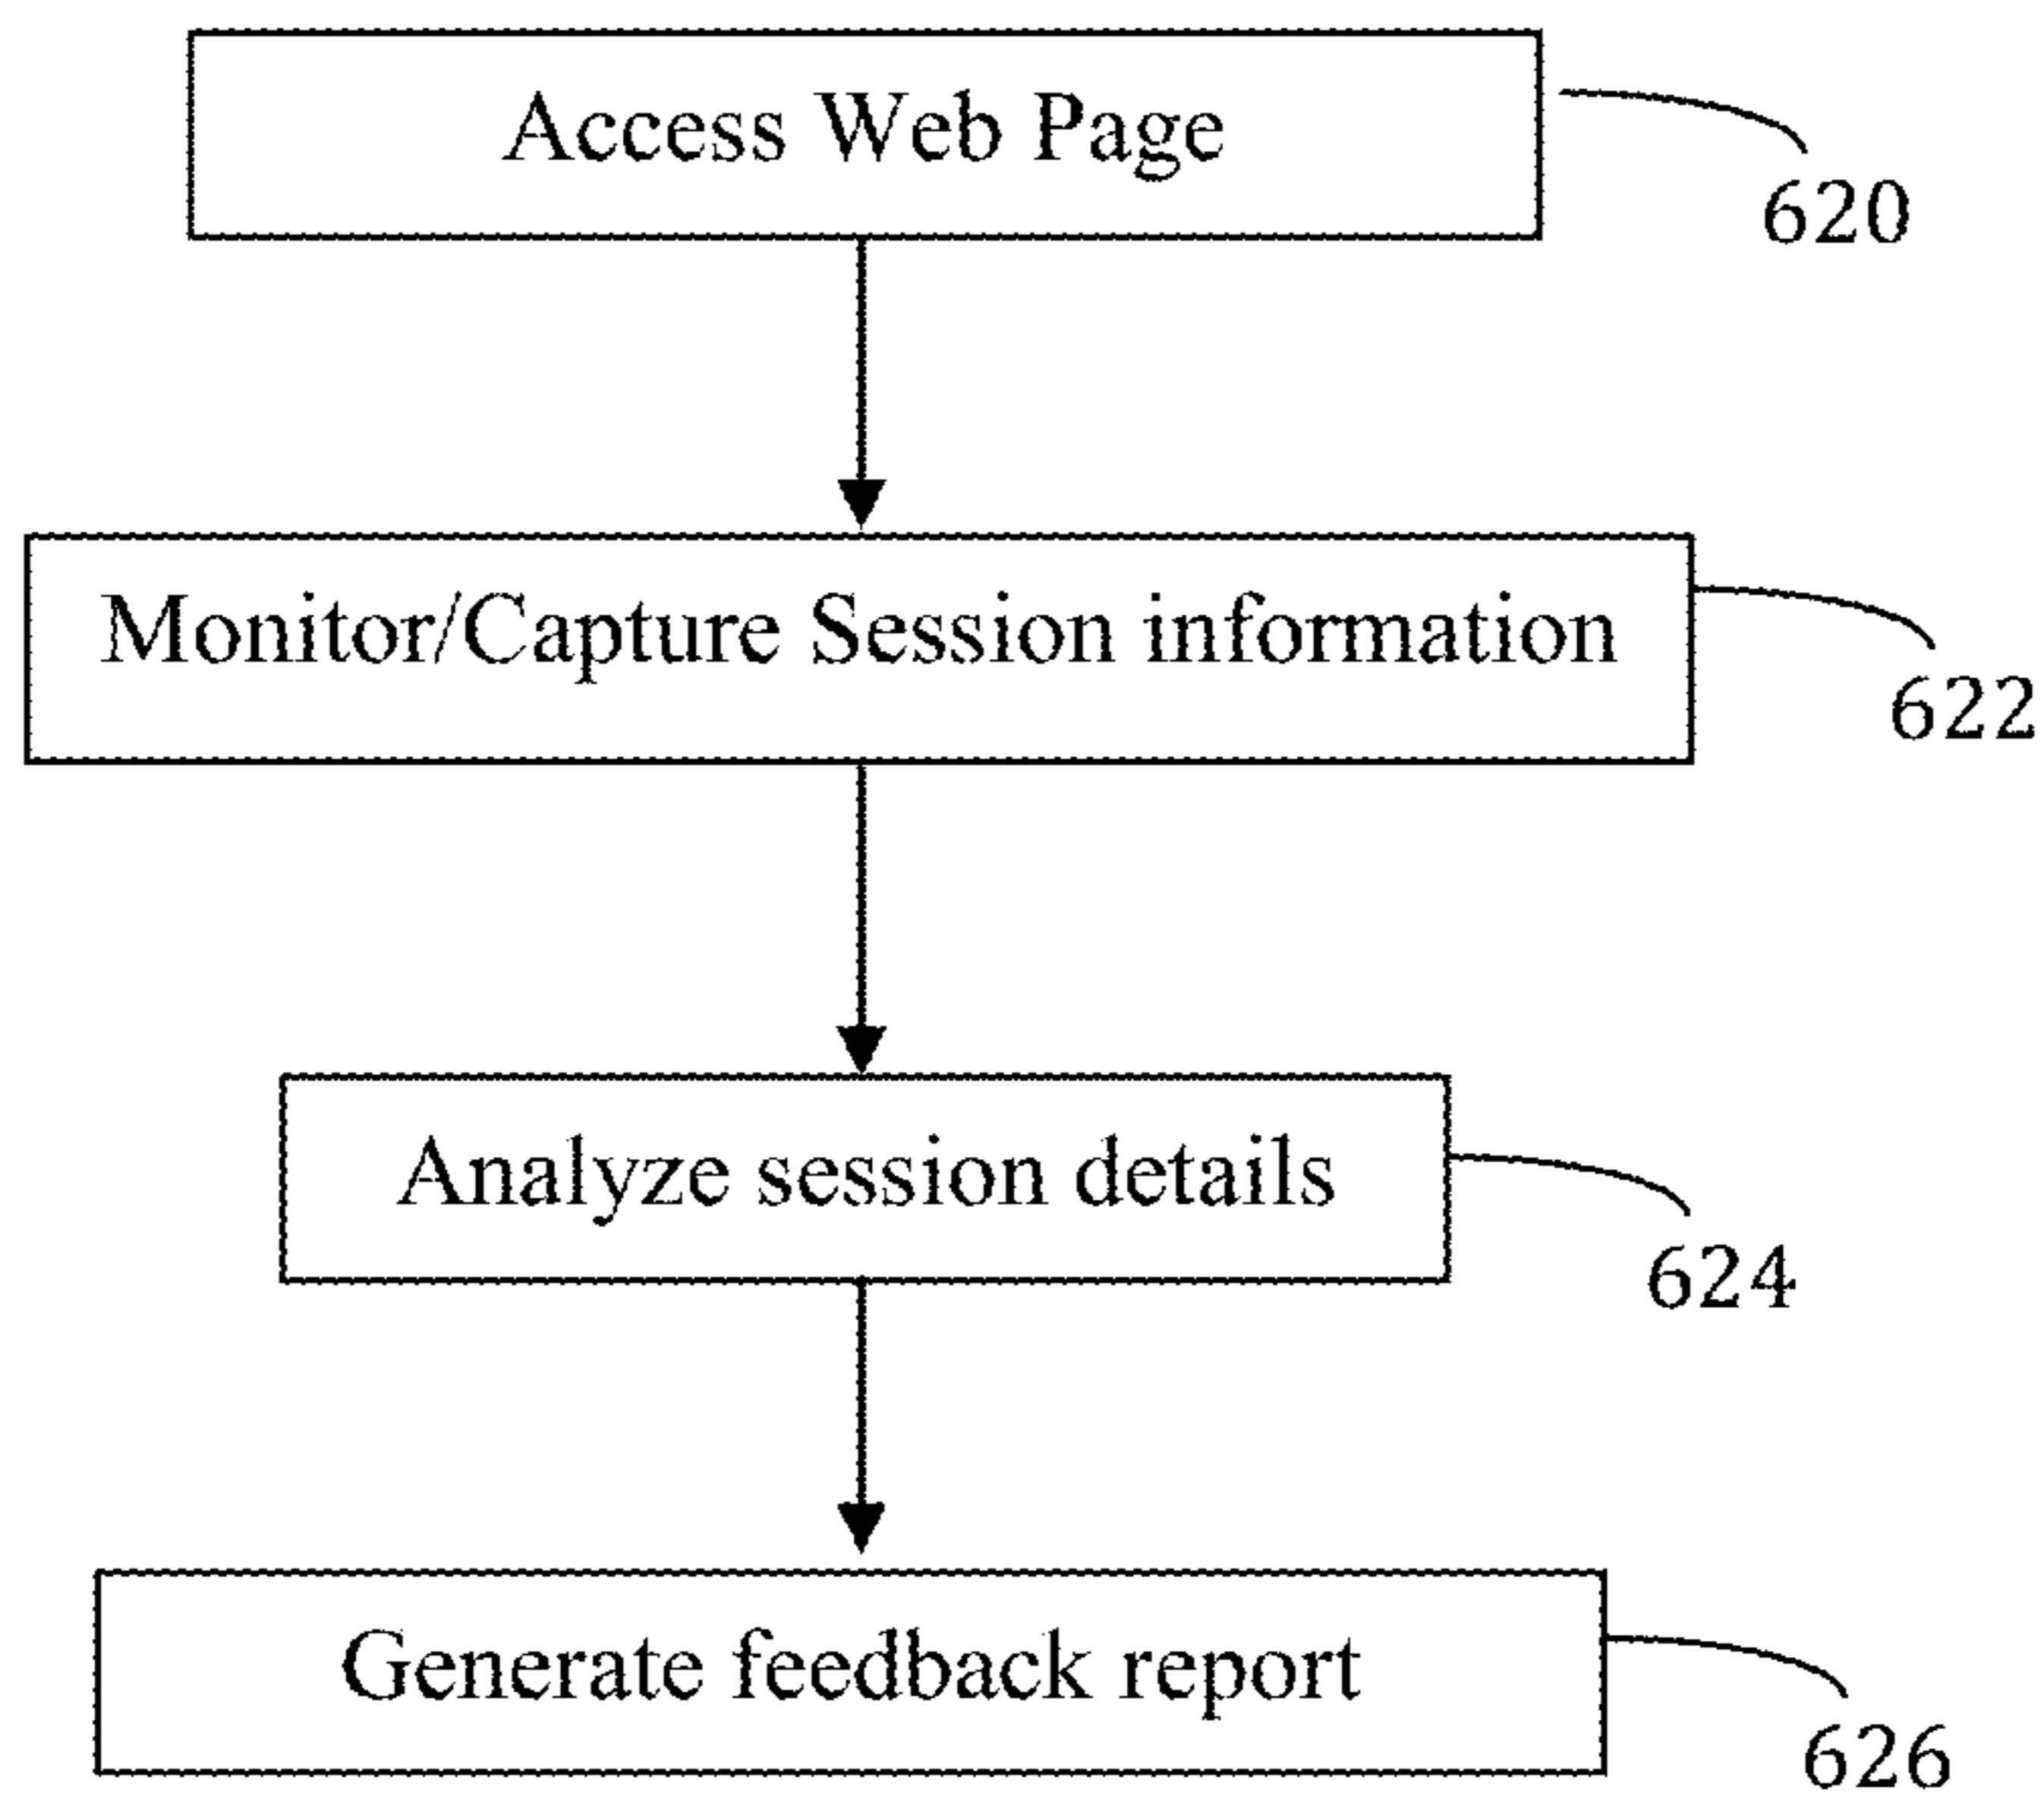 Access Web Page
620
Monitor/Capture Session information
622
Analyze session details
624
Generate feedback report
626